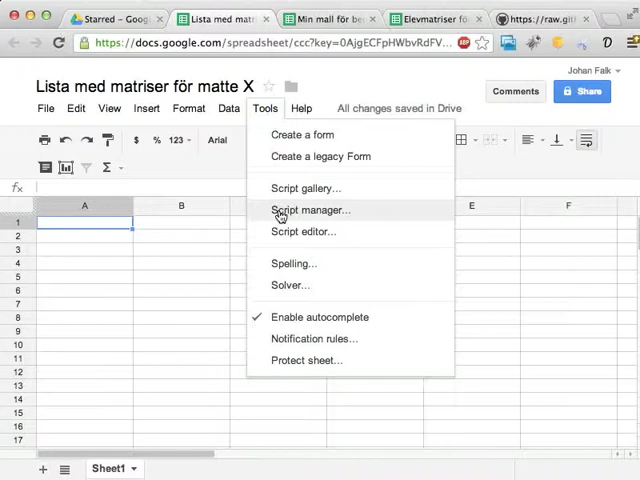 Starred – Googl
Lista med matr
Min mall för be
Elevmatriser fö
https://raw.gitl
https://docs.google.com/spreadsheet/ccc?key=0AjgECFpHWbvRdFV...
ABP
D
Johan Falk
Lista med matriser för matte X
Comments
Share
File Edit View Insert Format Data Tools Help All changes saved in Drive
$ % 123 Arial
Σ
Create a form
Create a legacy Form
Script gallery...
Script manager...
Script editor...
Spelling...
Solver...
Enable autocomplete
Notification rules...
Protect sheet...
fx
A B E F
1
2
3
4
5
6
7
8
9
10
11
12
13
14
15
16
17
Sheet1